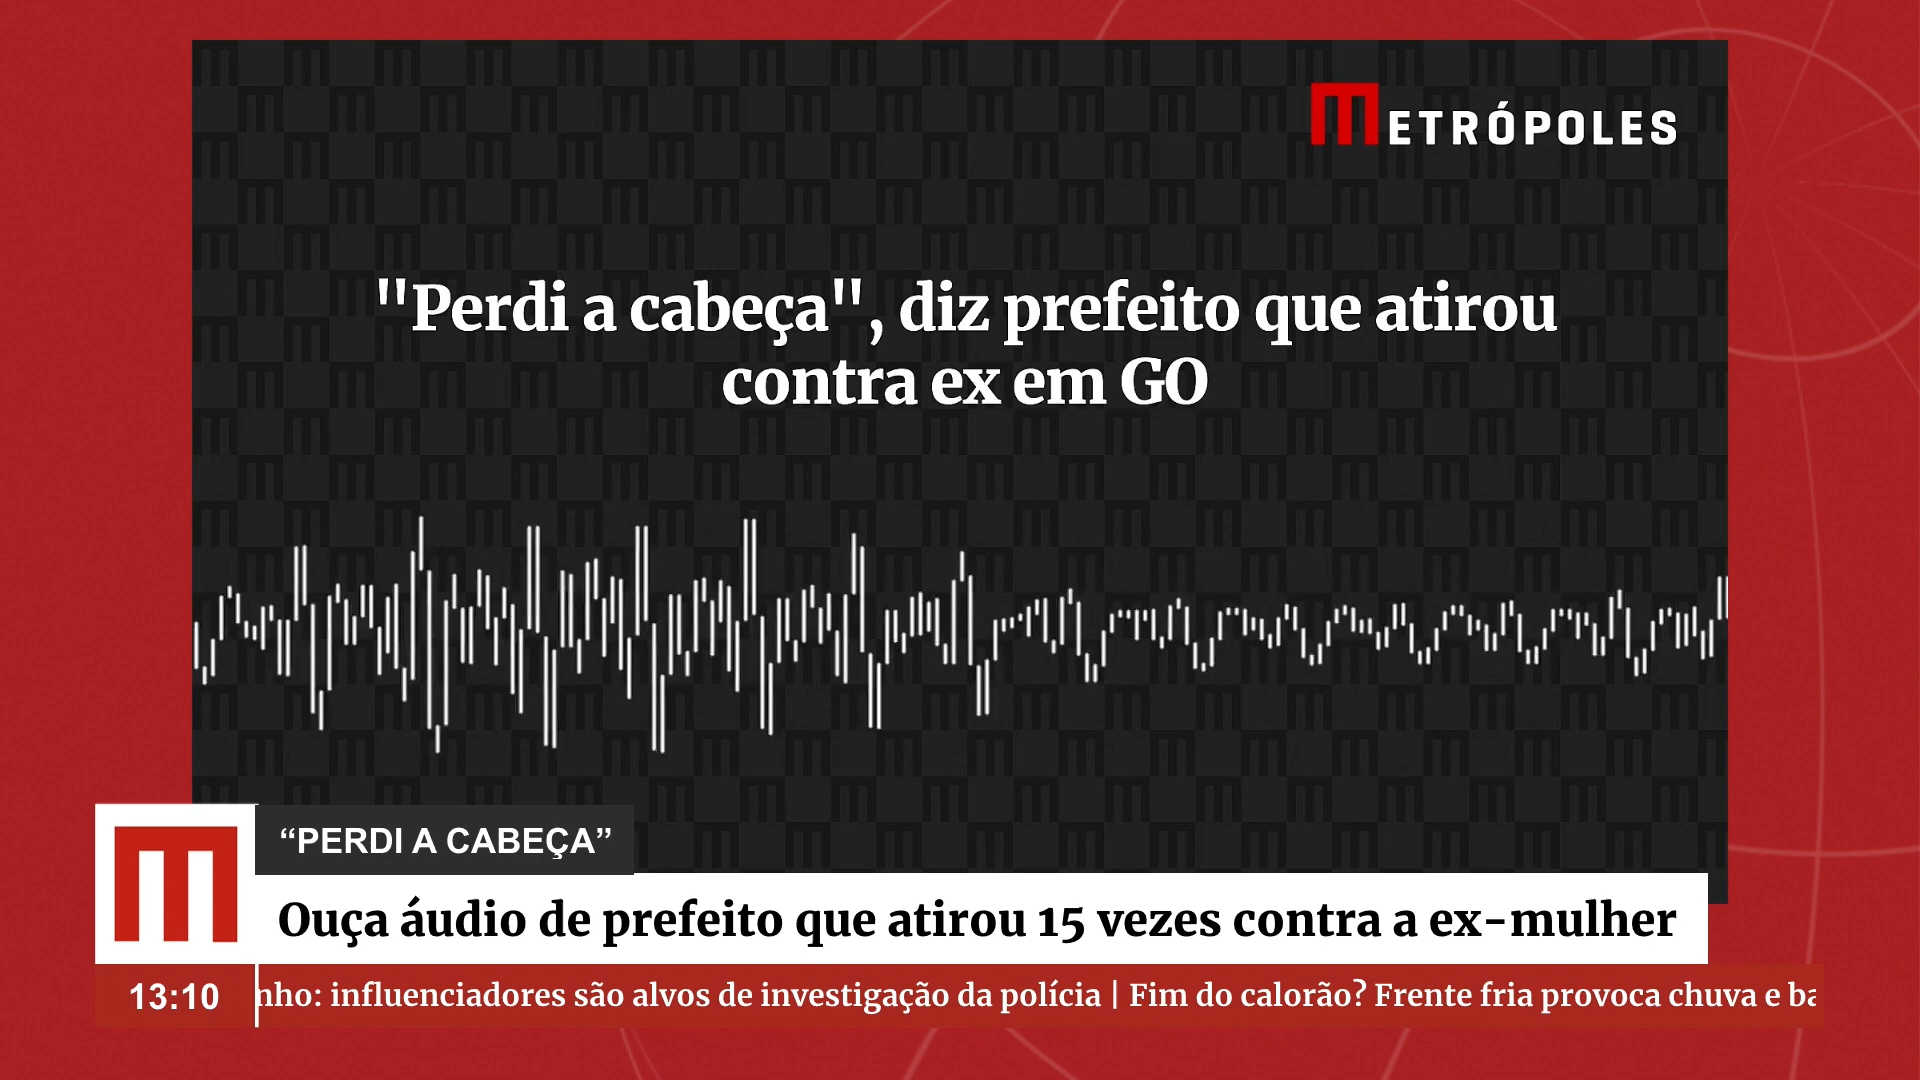 METRÓPOLES
"Perdi a cabeça", diz prefeito que atirou
contra ex em GO
“PERDI A CABEÇA”
Ouça áudio de prefeito que atirou 15 vezes contra a ex-mulher
13:10
nho: influenciadores são alvos de investigação da polícia | Fim do calorão? Frente fria provoca chuva e ba